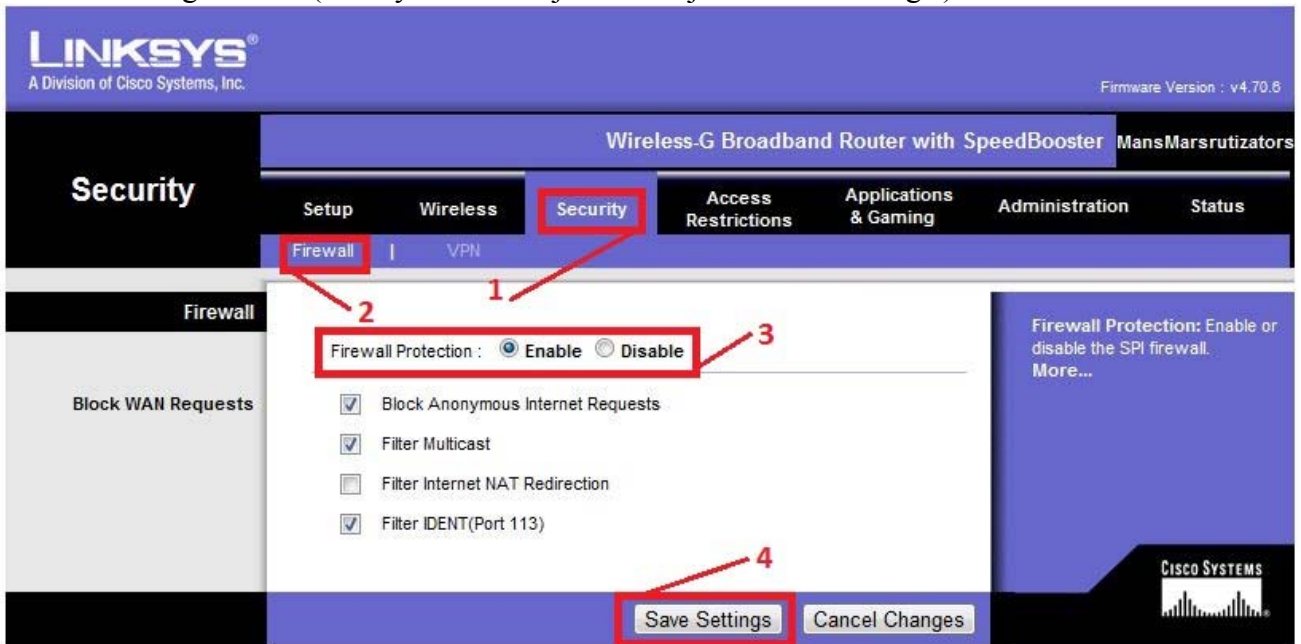 LINKSYS®
A Division of Cisco Systems, Inc.
Firmware Version : v4.70.6
Wireless-G Broadband Router with SpeedBooster MansMarsrutizators
Security
Setup Wireless Security Access Restrictions Applications & Gaming Administration Status
Firewall | VPN
1
2
Firewall
Firewall Protection : Enable Disable
3
Block WAN Requests
Block Anonymous Internet Requests
Filter Multicast
Filter Internet NAT Redirection
Filter IDENT(Port 113)
Firewall Protection: Enable or
disable the SPI firewall.
More...
4
Save Settings Cancel Changes
CISCO SYSTEMS